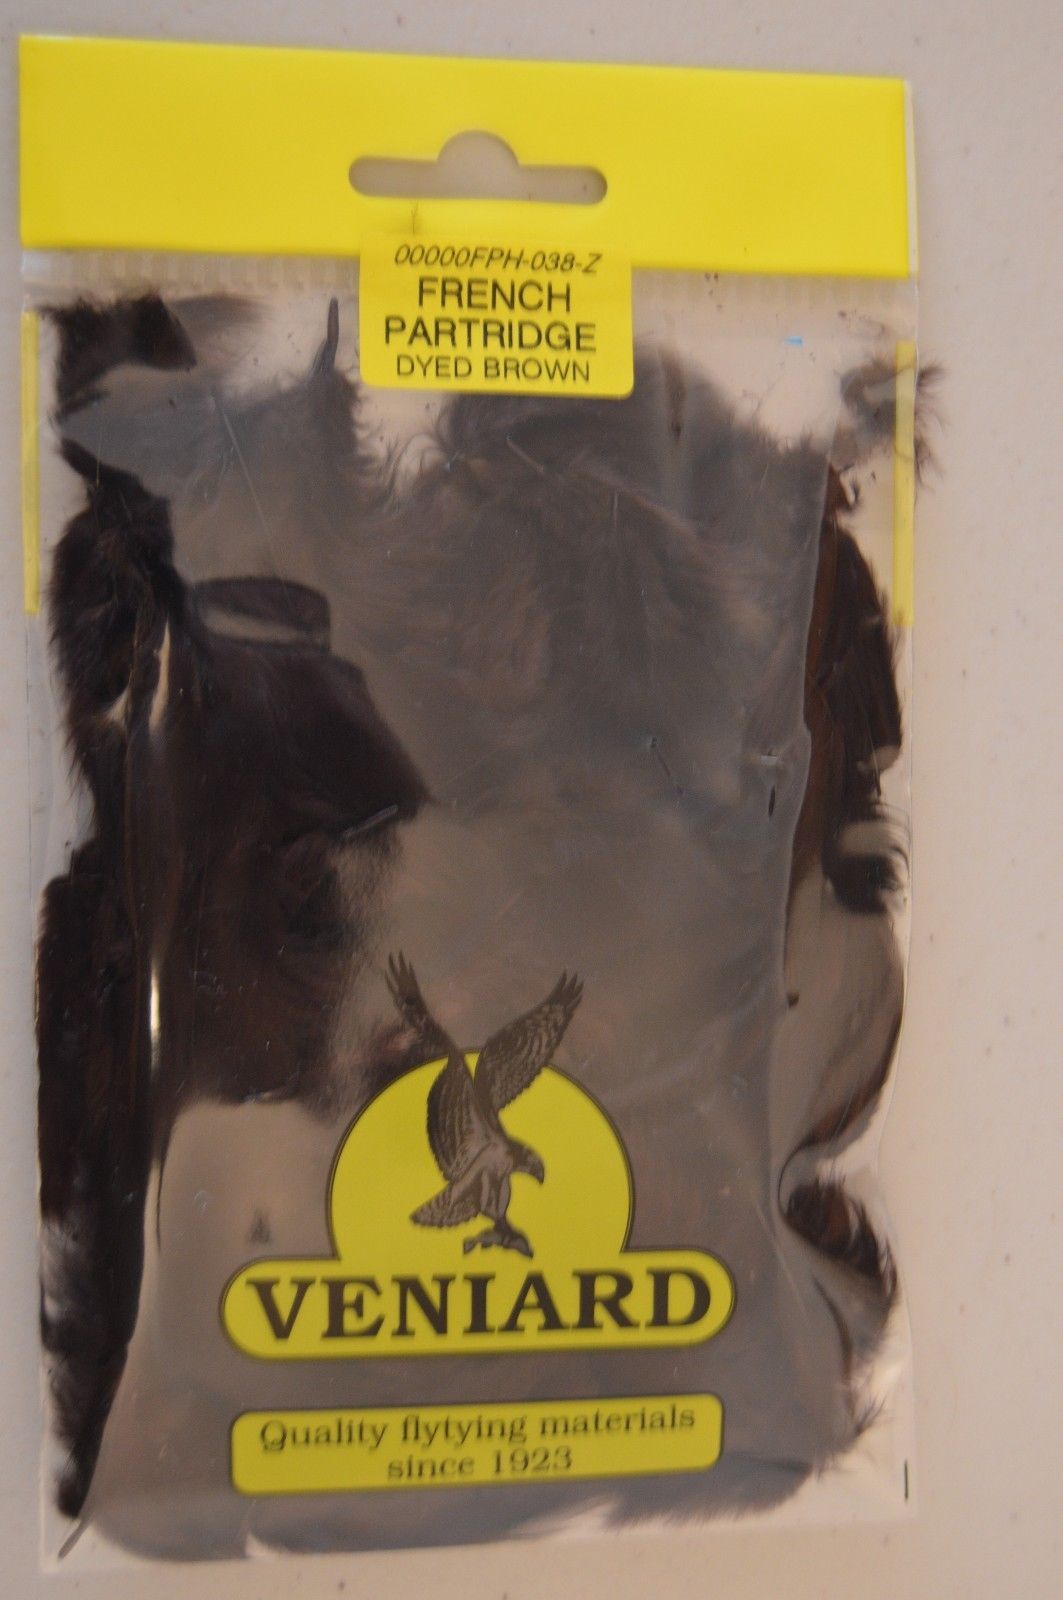 00000FPH-038-Z
FRENCH
PARTRIDGE
DYED BROWN
VENIARD
Quality flytying materials
since 1923